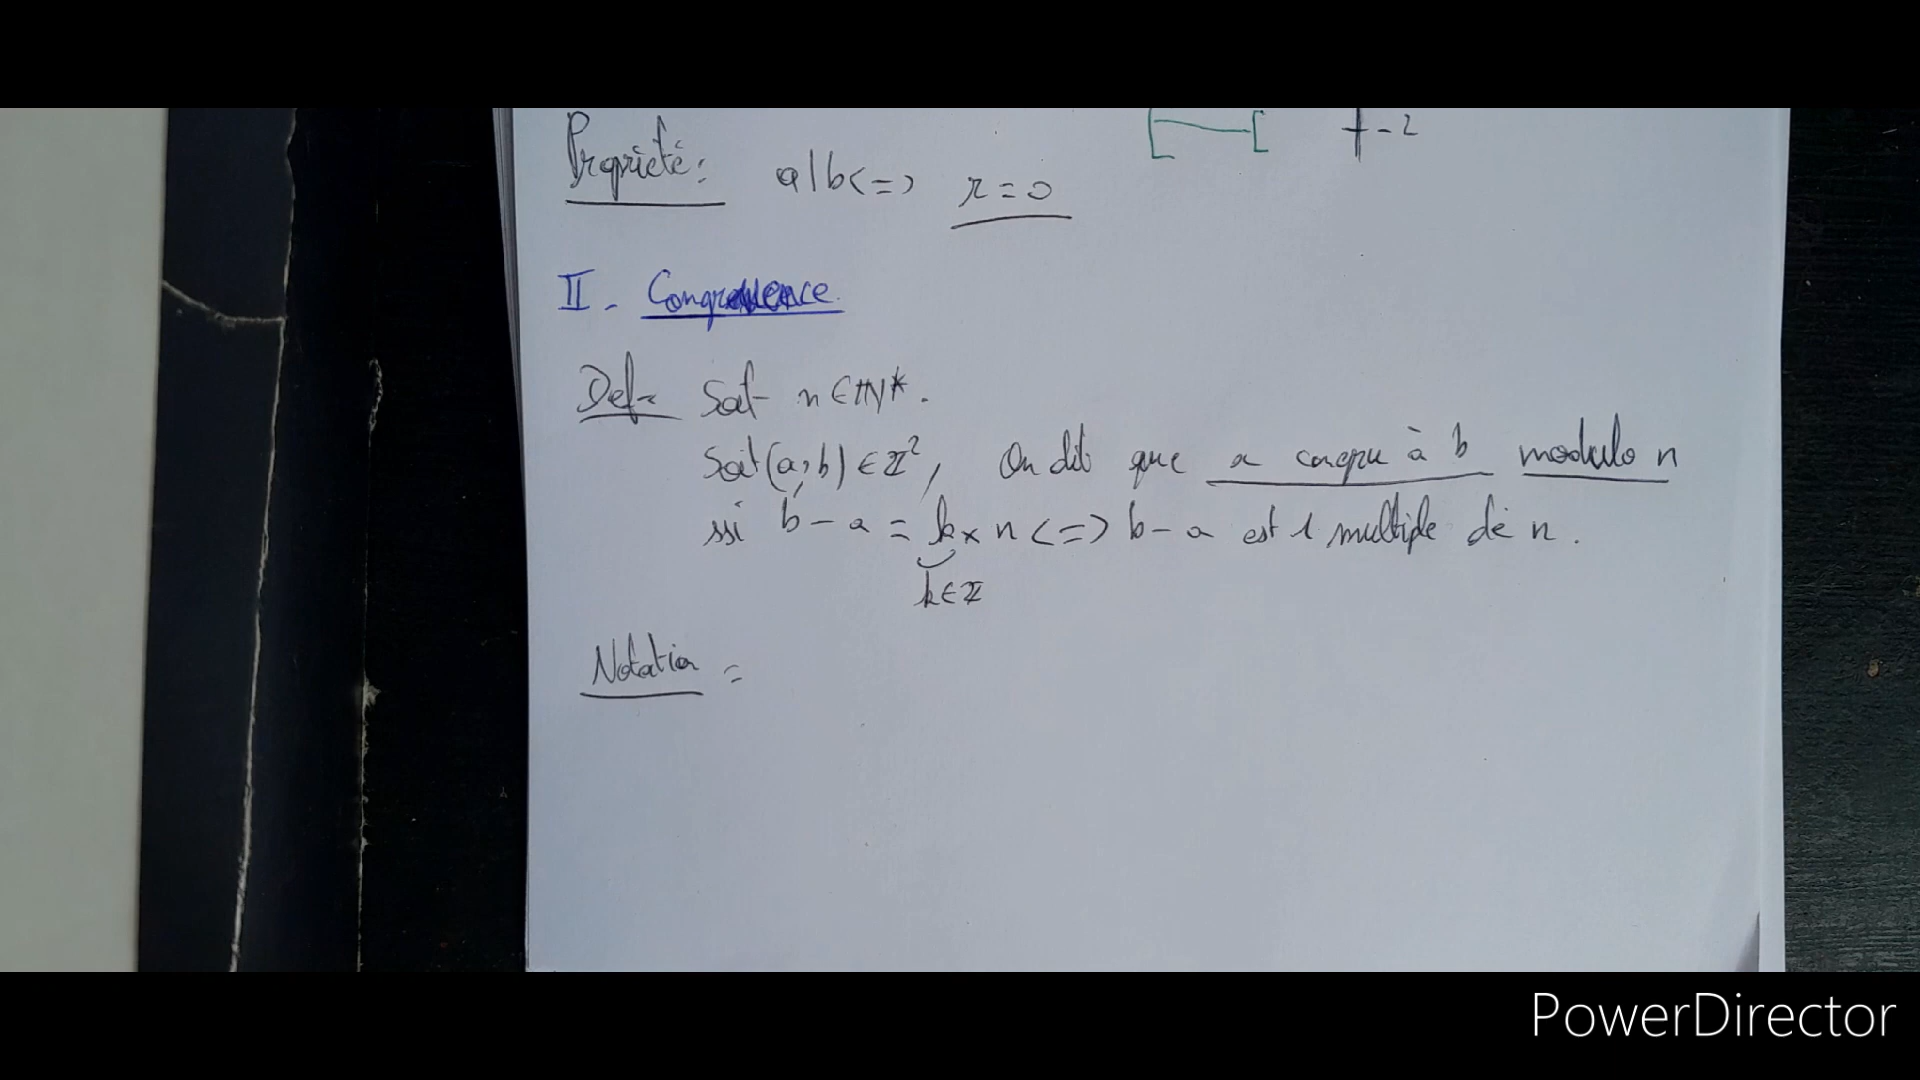 Propriété: a|b<=> r=0
[ [ + - 2
II. Congruence.
Def= Soit n ∈ IN*.
Soit (a,b) ∈ Z², On dit que a congru à b modulo n
ssi b - a = k x n <=> b - a est 1 multiple de n.
k ∈ Z
Notation =
PowerDirector